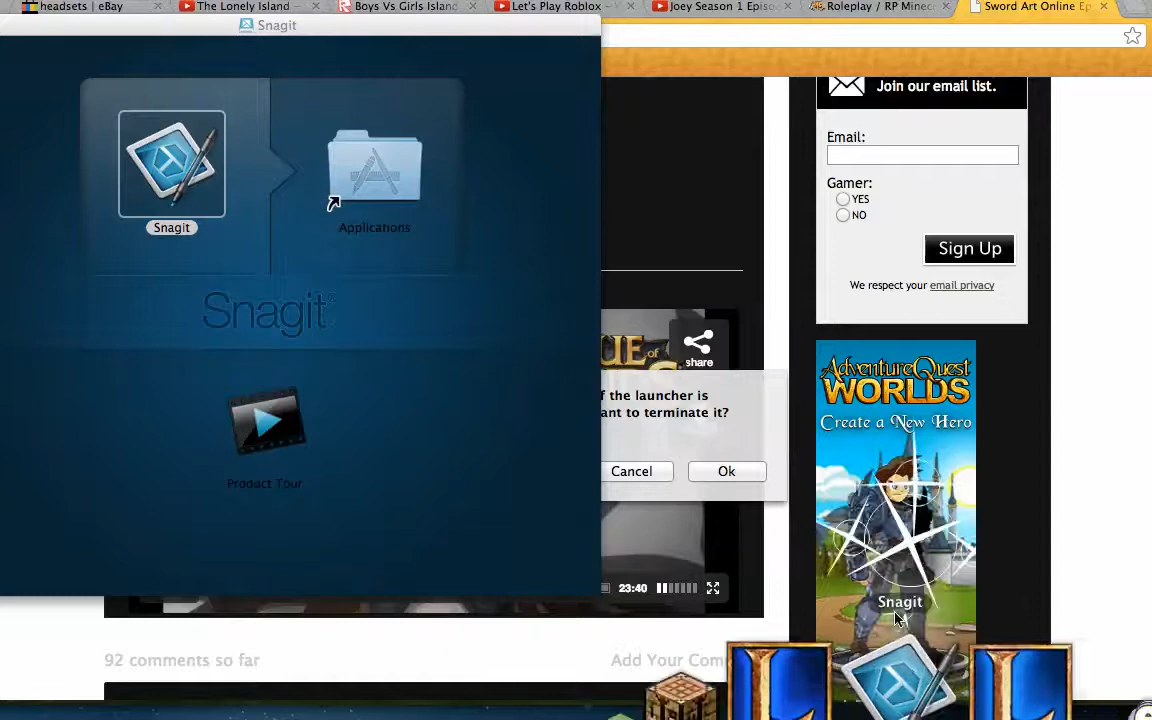 headsets | eBay
The Lonely Island –
Boys Vs Girls Island
Let's Play Roblox –
Joey Season 1 Episo
Roleplay / RP Minec
Sword Art Online Ep
Snagit
Snagit
Applications
Snagit
Product Tour
Join our email list.
Email:
Gamer:
YES
NO
Sign Up
We respect your email privacy
UE of
share
f the launcher is
ant to terminate it?
Cancel
Ok
23:40
AdventureQuest
WORLDS
Create a New Hero
Snagit
92 comments so far
Add Your Com